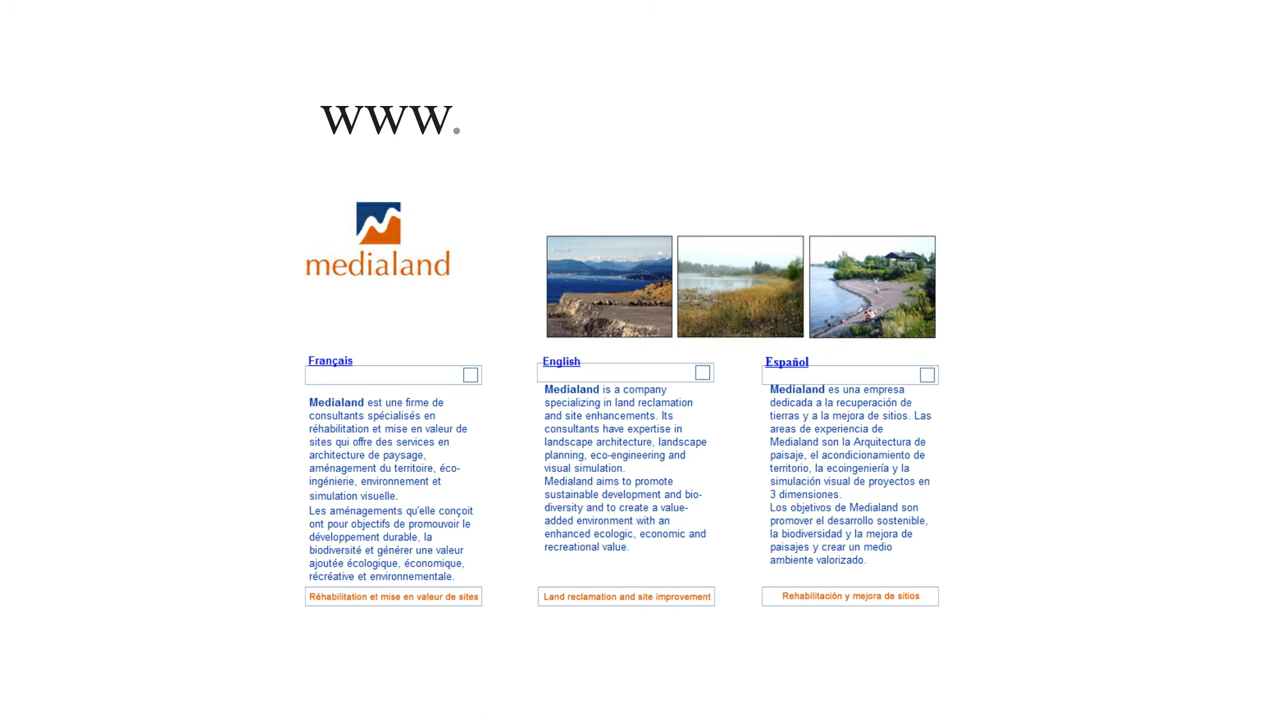 www.
medialand
Français
Medialand est une firme de
consultants spécialisés en
réhabilitation et mise en valeur de
sites qui offre des services en
architecture de paysage,
aménagement du territoire, éco-
ingénierie, environnement et
simulation visuelle.
Les aménagements qu'elle conçoit
ont pour objectifs de promouvoir le
développement durable, la
biodiversité et générer une valeur
ajoutée écologique, économique,
récréative et environnementale.
Réhabilitation et mise en valeur de sites
English
Medialand is a company
specializing in land reclamation
and site enhancements. Its
consultants have expertise in
landscape architecture, landscape
planning, eco-engineering and
visual simulation.
Medialand aims to promote
sustainable development and bio-
diversity and to create a value-
added environment with an
enhanced ecologic, economic and
recreational value.
Land reclamation and site improvement
Español
Medialand es una empresa
dedicada a la recuperación de
tierras y a la mejora de sitios. Las
areas de experiencia de
Medialand son la Arquitectura de
paisaje, el acondicionamiento de
territorio, la ecoingeniería y la
simulación visual de proyectos en
3 dimensiones.
Los objetivos de Medialand son
promover el desarrollo sostenible,
la biodiversidad y la mejora de
paisajes y crear un medio
ambiente valorizado.
Rehabilitación y mejora de sitios